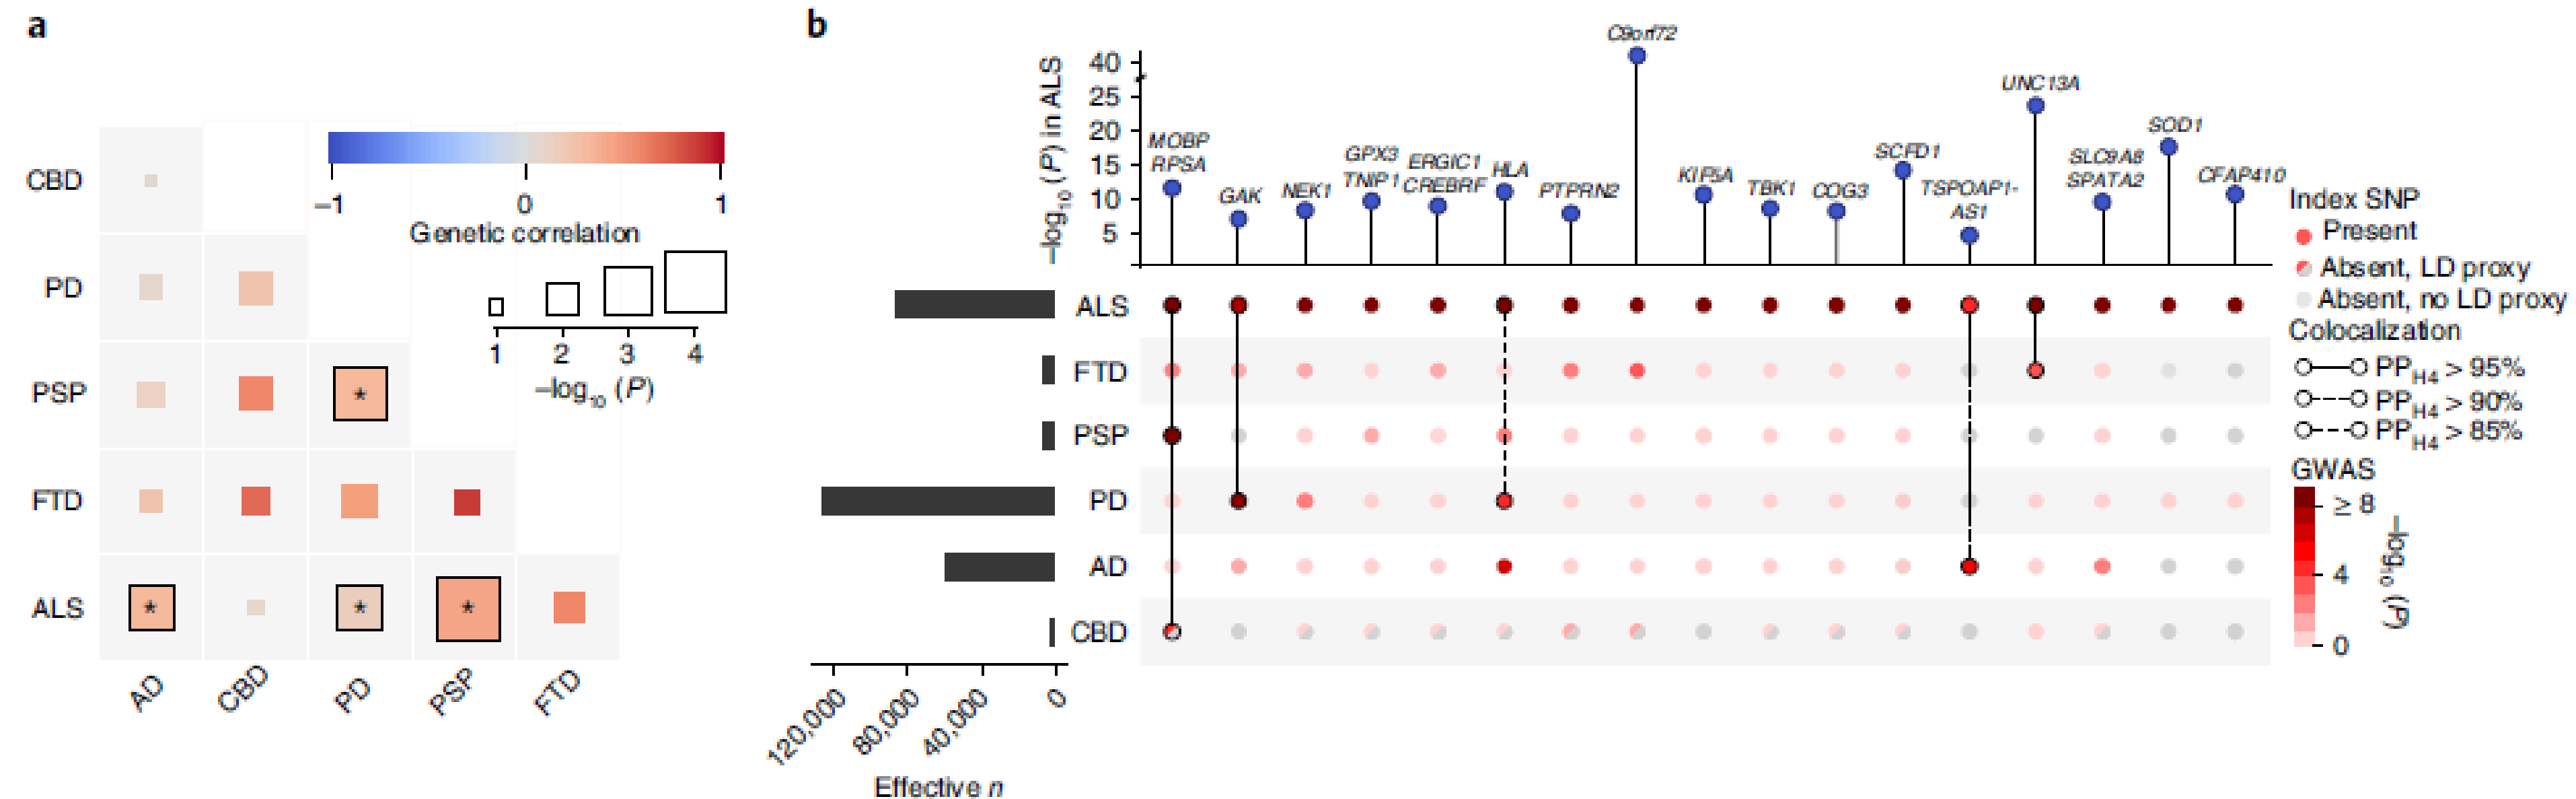 a
CBD
PD
PSP
FTD
ALS
*
* * *
AD CBD PD PSP FTD
–1 0 1
Genetic correlation
1 2 3 4
–log10 (P)
b
–log10 (P) in ALS
40
25
20
15
10
5
MOBP
RPSA
GAK
NEK1
GPX3
TNIP1
ERGIC1
CREBRF
HLA
PTPRN2
C9orf72
KIF5A
TBK1
COG3
SCFD1
TSPOAP1-
AS1
UNC13A
SLC9A8
SPATA2
SOD1
CFAP410
ALS
FTD
PSP
PD
AD
CBD
120,000 80,000 40,000 0
Effective n
Index SNP
Present
Absent, LD proxy
Absent, no LD proxy
Colocalization
PPH4 > 95%
PPH4 > 90%
PPH4 > 85%
GWAS
≥ 8
4
0
–log10 (P)